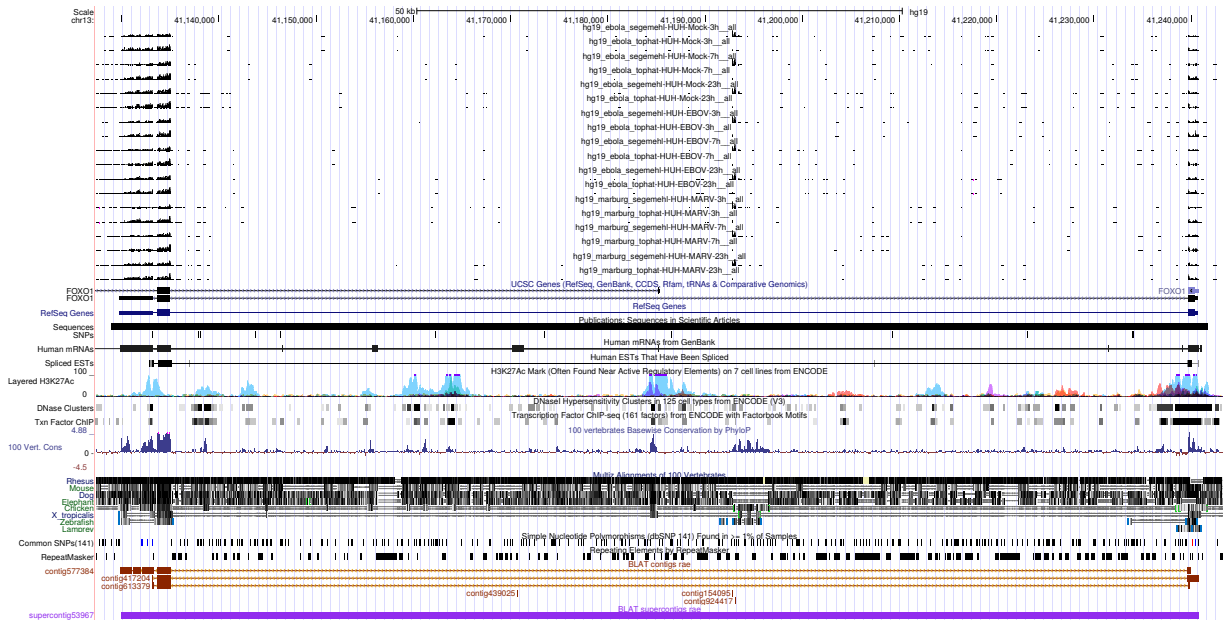 Scale 50 kb hg19
chr13: 41,140,000 41,150,000 41,160,000 41,170,000 41,180,000 41,190,000 41,200,000 41,210,000 41,220,000 41,230,000 41,240,000
hg19_ebola_segemehl-HUH-Mock-3h__all
hg19_ebola_tophat-HUH-Mock-3h__all
hg19_ebola_segemehl-HUH-Mock-7h__all
hg19_ebola_tophat-HUH-Mock-7h__all
hg19_ebola_segemehl-HUH-Mock-23h__all
hg19_ebola_tophat-HUH-Mock-23h__all
hg19_ebola_segemehl-HUH-EBOV-3h__all
hg19_ebola_tophat-HUH-EBOV-3h__all
hg19_ebola_segemehl-HUH-EBOV-7h__all
hg19_ebola_tophat-HUH-EBOV-7h__all
hg19_ebola_segemehl-HUH-EBOV-23h__all
hg19_ebola_tophat-HUH-EBOV-23h__all
hg19_marburg_segemehl-HUH-MARV-3h__all
hg19_marburg_tophat-HUH-MARV-3h__all
hg19_marburg_segemehl-HUH-MARV-7h__all
hg19_marburg_tophat-HUH-MARV-7h__all
hg19_marburg_segemehl-HUH-MARV-23h__all
hg19_marburg_tophat-HUH-MARV-23h__all
UCSC Genes (RefSeq, GenBank, CCDS, Rfam, tRNAs & Comparative Genomics)
FOXO1 FOXO1
FOXO1
RefSeq Genes
RefSeq Genes
Publications: Sequences in Scientific Articles
Sequences
SNPs
Human mRNAs from GenBank
Human mRNAs
Human ESTs That Have Been Spliced
Spliced ESTs
H3K27Ac Mark (Often Found Near Active Regulatory Elements) on 7 cell lines from ENCODE
100
Layered H3K27Ac
0
DNaseI Hypersensitivity Clusters in 125 cell types from ENCODE (V3)
DNase Clusters
Transcription Factor ChIP-seq (161 factors) from ENCODE with Factorbook Motifs
Txn Factor ChIP
4.88 100 vertebrates Basewise Conservation by PhyloP
100 Vert. Cons
0
-4.5
Multiz Alignments of 100 Vertebrates
Rhesus
Mouse
Dog
Elephant
Chicken
X_tropicalis
Zebrafish
Lamprey
Simple Nucleotide Polymorphisms (dbSNP 141) Found in >= 1% of Samples
Common SNPs(141)
Repeating Elements by RepeatMasker
RepeatMasker
BLAT contigs rae
contig577384
contig417204
contig613379
contig439025 contig154095
contig924417
BLAT supercontigs rae
supercontig53967